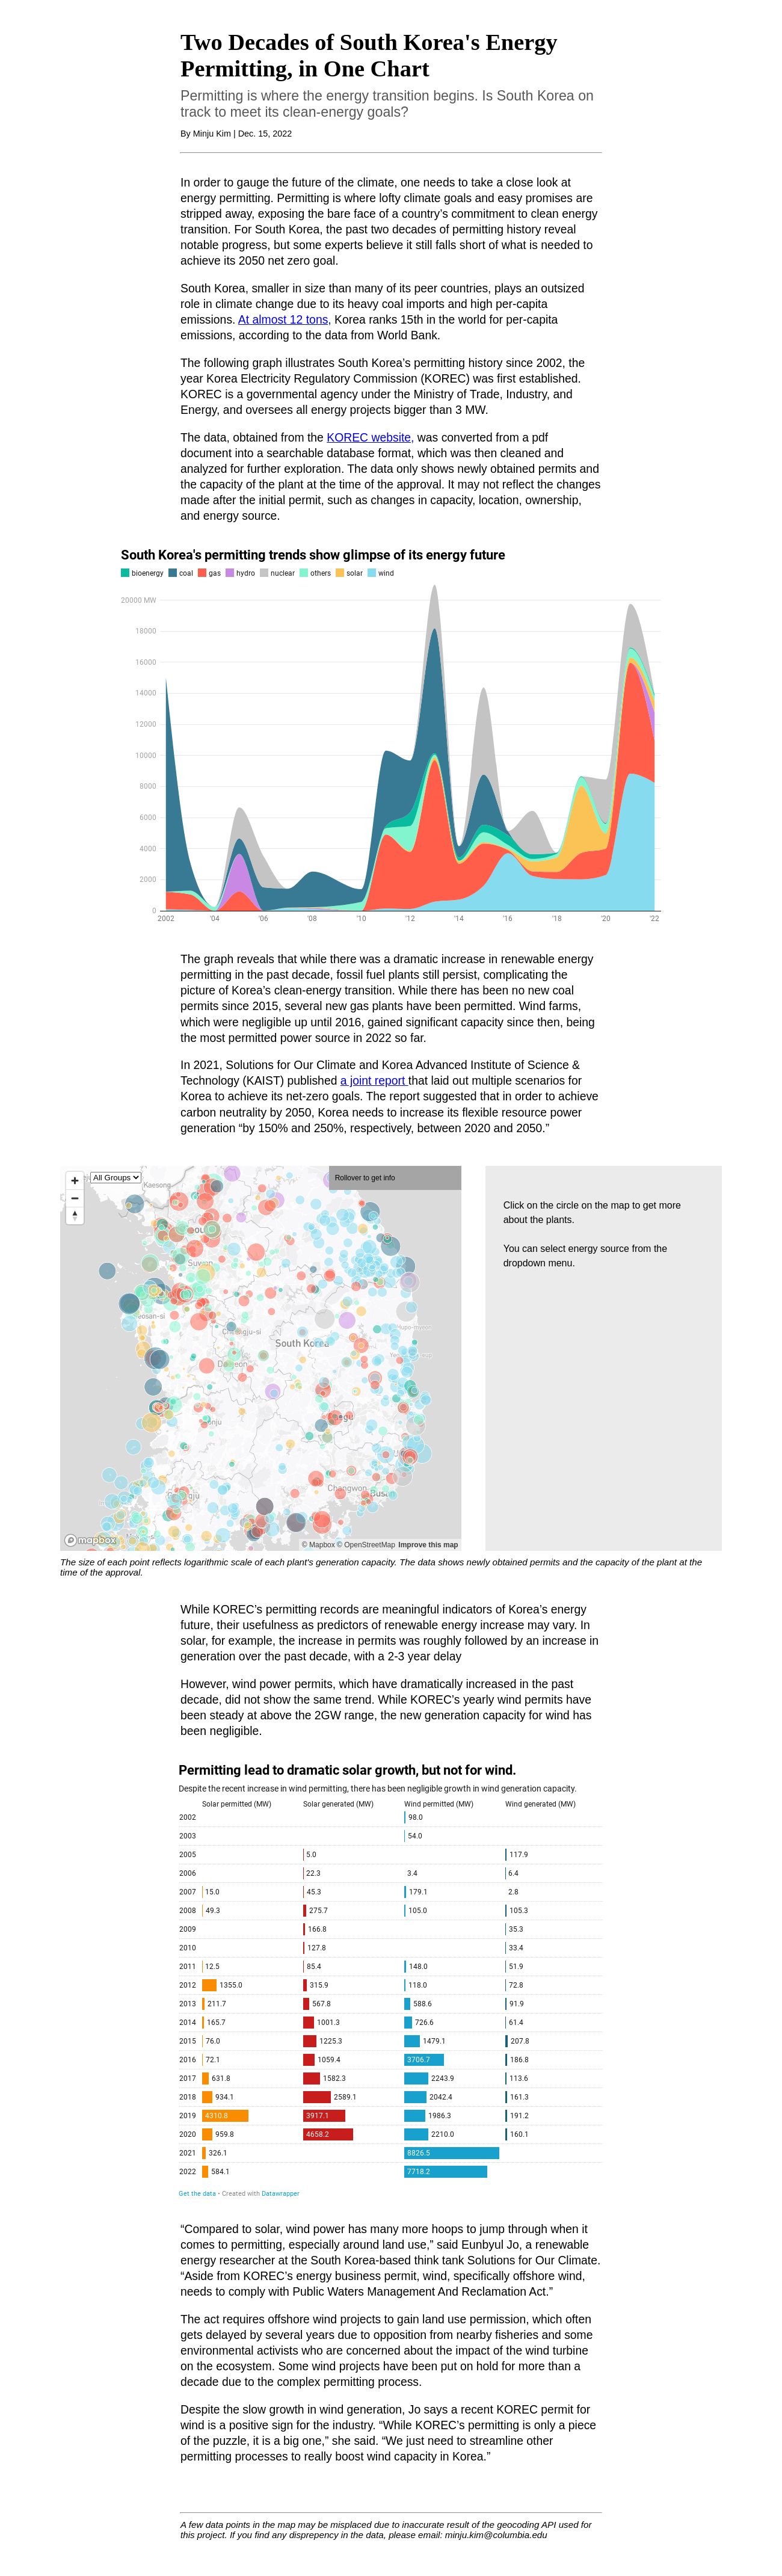 Two Decades of South Korea's Energy
Permitting, in One Chart
Permitting is where the energy transition begins. Is South Korea on
track to meet its clean-energy goals?
By Minju Kim | Dec. 15, 2022
In order to gauge the future of the climate, one needs to take a close look at
energy permitting. Permitting is where lofty climate goals and easy promises are
stripped away, exposing the bare face of a country’s commitment to clean energy
transition. For South Korea, the past two decades of permitting history reveal
notable progress, but some experts believe it still falls short of what is needed to
achieve its 2050 net zero goal.
South Korea, smaller in size than many of its peer countries, plays an outsized
role in climate change due to its heavy coal imports and high per-capita
emissions. At almost 12 tons, Korea ranks 15th in the world for per-capita
emissions, according to the data from World Bank.
The following graph illustrates South Korea’s permitting history since 2002, the
year Korea Electricity Regulatory Commission (KOREC) was first established.
KOREC is a governmental agency under the Ministry of Trade, Industry, and
Energy, and oversees all energy projects bigger than 3 MW.
The data, obtained from the KOREC website, was converted from a pdf
document into a searchable database format, which was then cleaned and
analyzed for further exploration. The data only shows newly obtained permits and
the capacity of the plant at the time of the approval. It may not reflect the changes
made after the initial permit, such as changes in capacity, location, ownership,
and energy source.
South Korea's permitting trends show glimpse of its energy future
bioenergy coal gas hydro nuclear others solar wind
20000 MW
18000
16000
14000
12000
10000
8000
6000
4000
2000
0
2002 '04 '06 '08 '10 '12 '14 '16 '18 '20 '22
The graph reveals that while there was a dramatic increase in renewable energy
permitting in the past decade, fossil fuel plants still persist, complicating the
picture of Korea’s clean-energy transition. While there has been no new coal
permits since 2015, several new gas plants have been permitted. Wind farms,
which were negligible up until 2016, gained significant capacity since then, being
the most permitted power source in 2022 so far.
In 2021, Solutions for Our Climate and Korea Advanced Institute of Science &
Technology (KAIST) published a joint report that laid out multiple scenarios for
Korea to achieve its net-zero goals. The report suggested that in order to achieve
carbon neutrality by 2050, Korea needs to increase its flexible resource power
generation “by 150% and 250%, respectively, between 2020 and 2050.”
All Groups
Kaesong
Rollover to get info
Suwon
South Korea
Daejeon
Changwon
mapbox
© Mapbox © OpenStreetMap Improve this map
Click on the circle on the map to get more
about the plants.
You can select energy source from the
dropdown menu.
The size of each point reflects logarithmic scale of each plant's generation capacity. The data shows newly obtained permits and the capacity of the plant at the
time of the approval.
While KOREC’s permitting records are meaningful indicators of Korea’s energy
future, their usefulness as predictors of renewable energy increase may vary. In
solar, for example, the increase in permits was roughly followed by an increase in
generation over the past decade, with a 2-3 year delay
However, wind power permits, which have dramatically increased in the past
decade, did not show the same trend. While KOREC’s yearly wind permits have
been steady at above the 2GW range, the new generation capacity for wind has
been negligible.
Permitting lead to dramatic solar growth, but not for wind.
Despite the recent increase in wind permitting, there has been negligible growth in wind generation capacity.
Solar permitted (MW) Solar generated (MW) Wind permitted (MW) Wind generated (MW)
2002 98.0
2003 54.0
2005 5.0 117.9
2006 22.3 3.4 6.4
2007 15.0 45.3 179.1 2.8
2008 49.3 275.7 105.0 105.3
2009 166.8 35.3
2010 127.8 33.4
2011 12.5 85.4 148.0 51.9
2012 1355.0 315.9 118.0 72.8
2013 211.7 567.8 588.6 91.9
2014 165.7 1001.3 726.6 61.4
2015 76.0 1225.3 1479.1 207.8
2016 72.1 1059.4 3706.7 186.8
2017 631.8 1582.3 2243.9 113.6
2018 934.1 2589.1 2042.4 161.3
2019 4310.8 3917.1 1986.3 191.2
2020 959.8 4658.2 2210.0 160.1
2021 326.1 8826.5
2022 584.1 7718.2
Get the data • Created with Datawrapper
“Compared to solar, wind power has many more hoops to jump through when it
comes to permitting, especially around land use,” said Eunbyul Jo, a renewable
energy researcher at the South Korea-based think tank Solutions for Our Climate.
“Aside from KOREC’s energy business permit, wind, specifically offshore wind,
needs to comply with Public Waters Management And Reclamation Act.”
The act requires offshore wind projects to gain land use permission, which often
gets delayed by several years due to opposition from nearby fisheries and some
environmental activists who are concerned about the impact of the wind turbine
on the ecosystem. Some wind projects have been put on hold for more than a
decade due to the complex permitting process.
Despite the slow growth in wind generation, Jo says a recent KOREC permit for
wind is a positive sign for the industry. “While KOREC’s permitting is only a piece
of the puzzle, it is a big one,” she said. “We just need to streamline other
permitting processes to really boost wind capacity in Korea.”
A few data points in the map may be misplaced due to inaccurate result of the geocoding API used for
this project. If you find any disprepency in the data, please email: minju.kim@columbia.edu